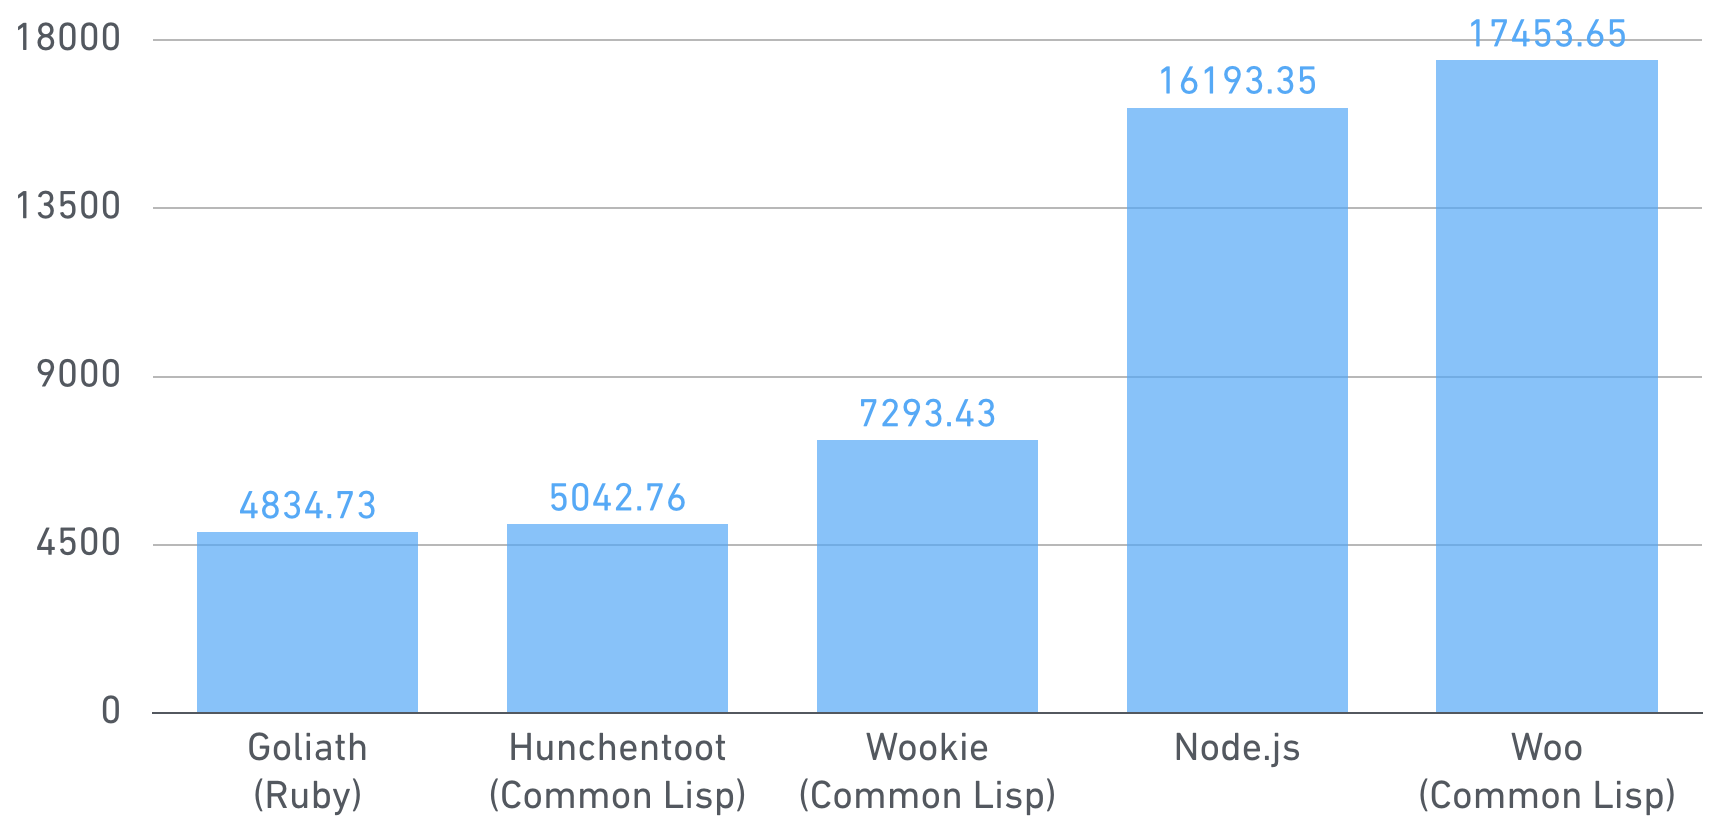 18000
13500
9000
4500
0
4834.73
5042.76
7293.43
16193.35
17453.65
Goliath
(Ruby)
Hunchentoot
(Common Lisp)
Wookie
(Common Lisp)
Node.js
Woo
(Common Lisp)